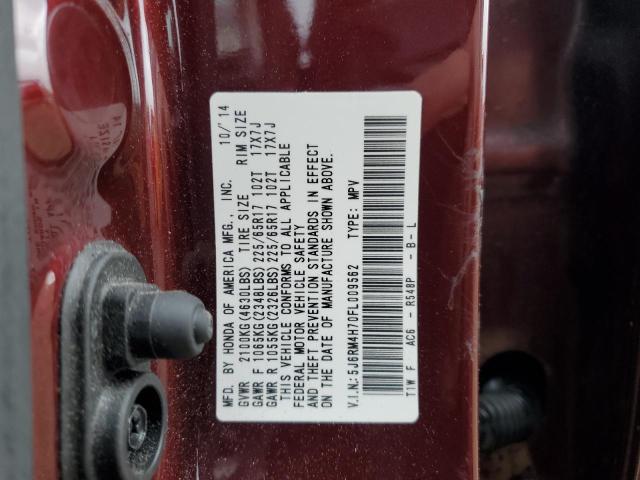 MFD. BY HONDA OF AMERICA MFG., INC. 10/'14
GVWR 2100KG(4630LBS) TIRE SIZE RIM SIZE
GAWR F 1065KG(2348LBS) 225/65R17 102T 17X7J
GAWR R 1055KG(2326LBS) 225/65R17 102T 17X7J
THIS VEHICLE CONFORMS TO ALL APPLICABLE
FEDERAL MOTOR VEHICLE SAFETY
AND THEFT PREVENTION STANDARDS IN EFFECT
ON THE DATE OF MANUFACTURE SHOWN ABOVE.
V.I.N.: 5J6RM4H70FL009562 TYPE: MPV
T1W F AC6 - R548P - B - L